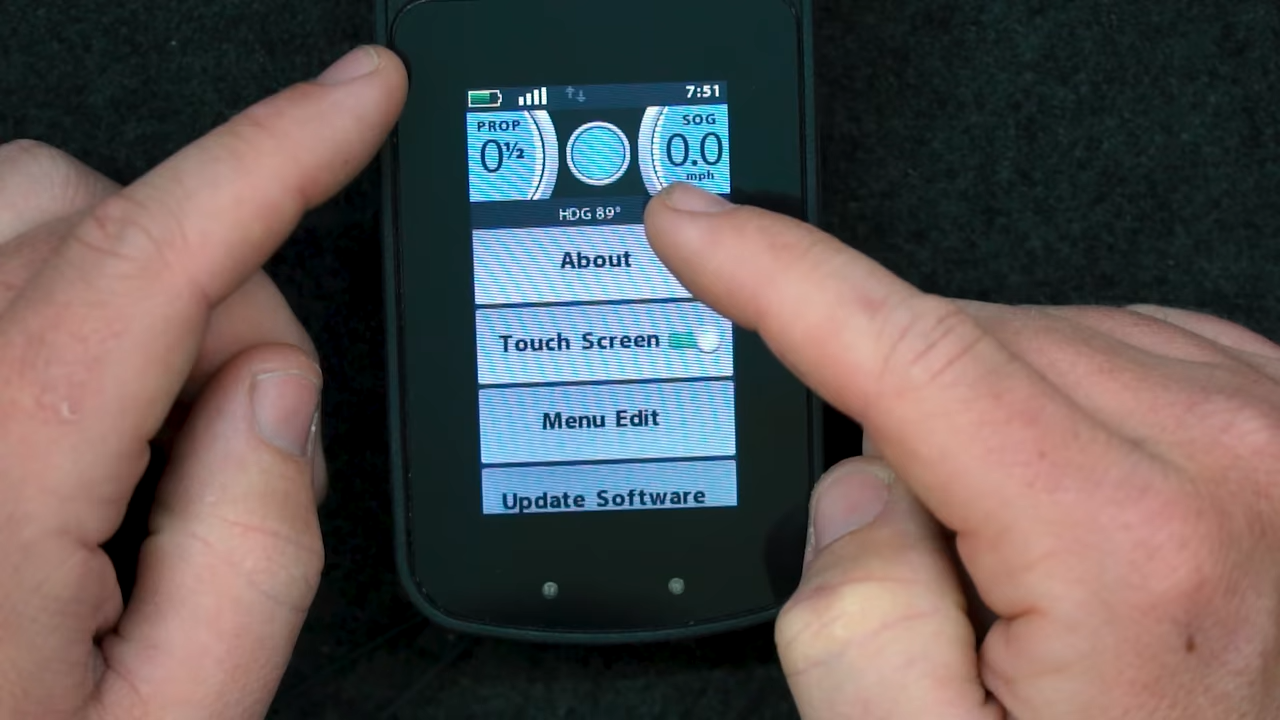 7:51
PROP
0½
SOG
0.0
mph
HDG 89°
About
Touch Screen
Menu Edit
Update Software